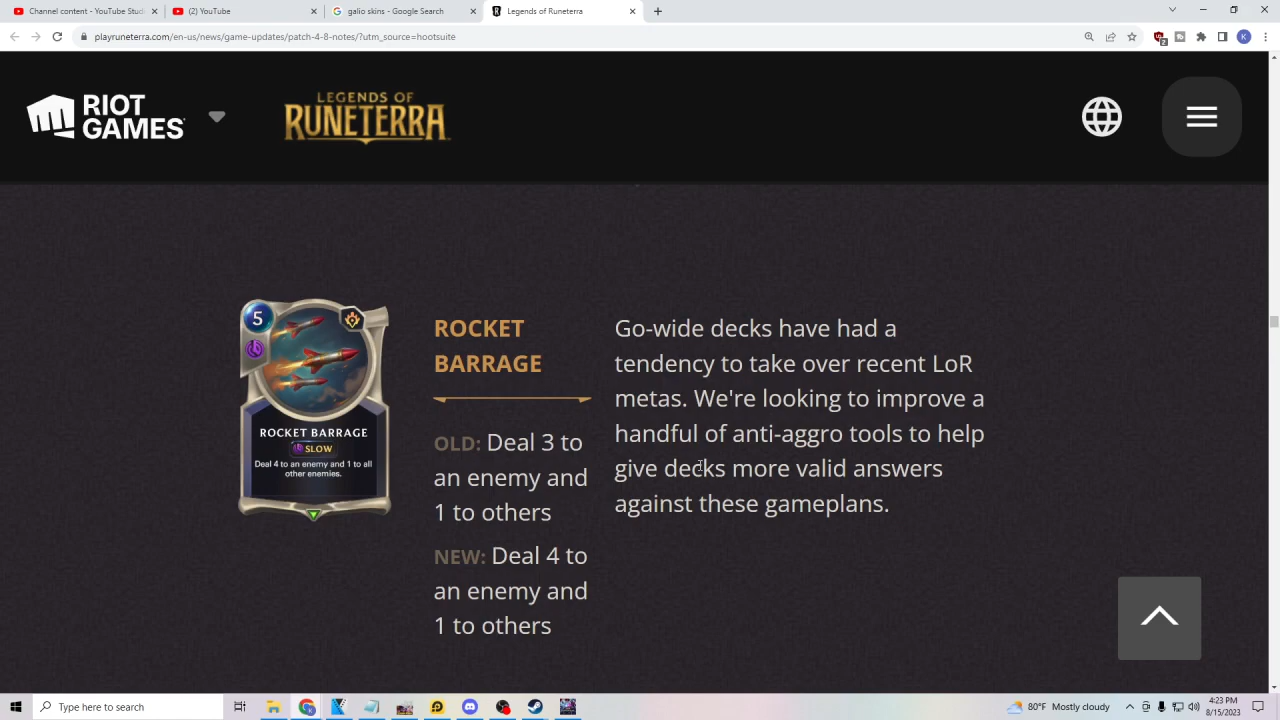 Channel content - YouTube Stud
(2) YouTube
galio skins - Google Search
Legends of Runeterra
playruneterra.com/en-us/news/game-updates/patch-4-8-notes/?utm_source=hootsuite
2
K
RIOT
GAMES
LEGENDS OF
RUNETERRA
5
ROCKET BARRAGE
SLOW
Deal 4 to an enemy and 1 to all
other enemies.
ROCKET
BARRAGE
OLD: Deal 3 to
an enemy and
1 to others
NEW: Deal 4 to
an enemy and
1 to others
Go-wide decks have had a
tendency to take over recent LoR
metas. We're looking to improve a
handful of anti-aggro tools to help
give decks more valid answers
against these gameplans.
Type here to search
80°F Mostly cloudy
4:23 PM
8/15/2023